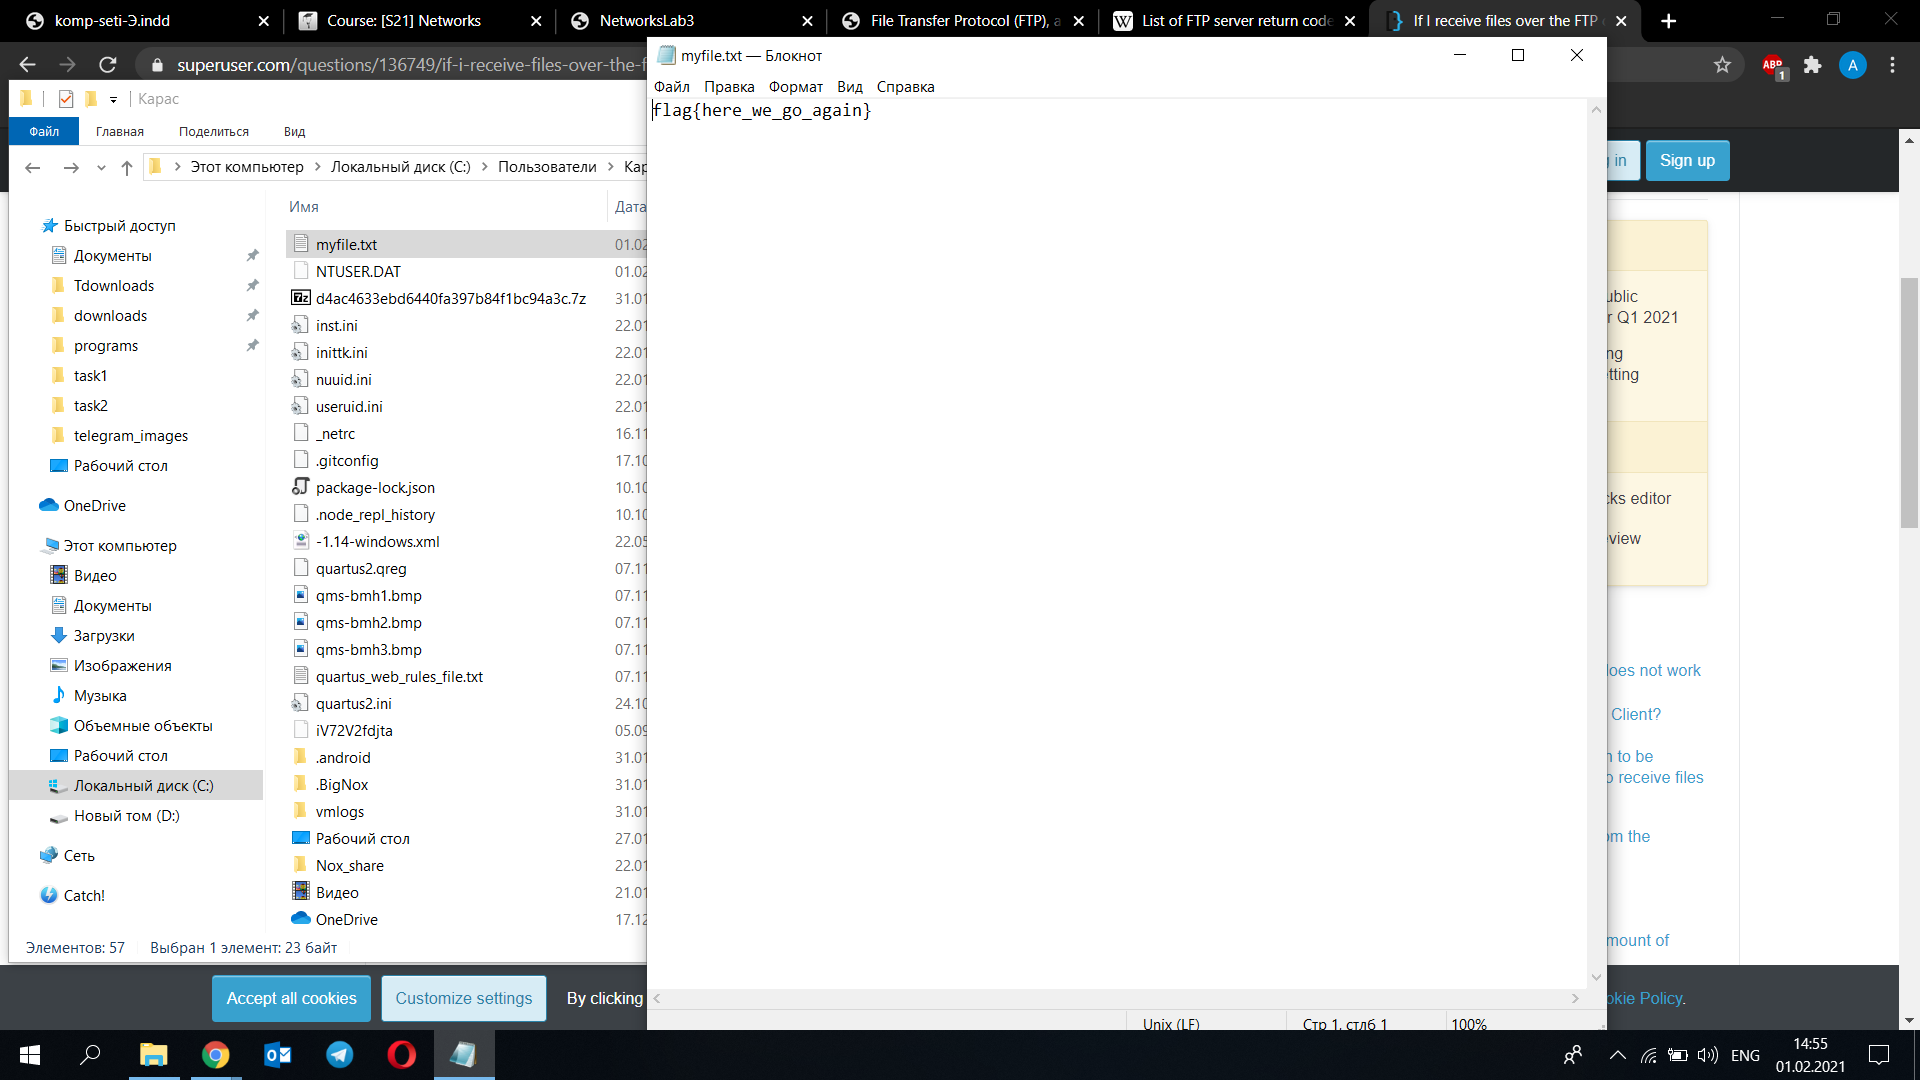 komp-seti-Э.indd
Course: [S21] Networks
NetworksLab3
File Transfer Protocol (FTP), a
List of FTP server return code
If I receive files over the FTP
superuser.com/questions/136749/if-i-receive-files-over-the-f
ABP
1
A
Карас
Файл
Главная
Поделиться
Вид
Этот компьютер
Локальный диск (C:)
Пользователи
Кар
Имя
Дата
Быстрый доступ
Документы
Tdownloads
downloads
programs
task1
task2
telegram_images
Рабочий стол
OneDrive
Этот компьютер
Видео
Документы
Загрузки
Изображения
Музыка
Объемные объекты
Рабочий стол
Локальный диск (C:)
Новый том (D:)
Сеть
Catch!
myfile.txt 01.02
NTUSER.DAT 01.02
d4ac4633ebd6440fa397b84f1bc94a3c.7z 31.01
inst.ini 22.01
inittk.ini 22.01
nuuid.ini 22.01
useruid.ini 22.01
_netrc 16.11
.gitconfig 17.10
package-lock.json 10.10
.node_repl_history 10.10
-1.14-windows.xml 22.05
quartus2.qreg 07.11
qms-bmh1.bmp 07.11
qms-bmh2.bmp 07.11
qms-bmh3.bmp 07.11
quartus_web_rules_file.txt 07.11
quartus2.ini 24.10
iV72V2fdjta 05.09
.android 31.01
.BigNox 31.01
vmlogs 31.01
Рабочий стол 27.01
Nox_share 22.01
Видео 21.01
OneDrive 17.12
Элементов: 57
Выбран 1 элемент: 23 байт
myfile.txt — Блокнот
Файл Правка Формат Вид Справка
flag{here_we_go_again}
Unix (LF)
Стр 1, стлб 1
100%
in
Sign up
ublic
r Q1 2021
ng
tting
cks editor
view
oes not work
Client?
n to be
o receive files
om the
mount of
Accept all cookies
Customize settings
By clicking
okie Policy.
ENG
14:55
01.02.2021